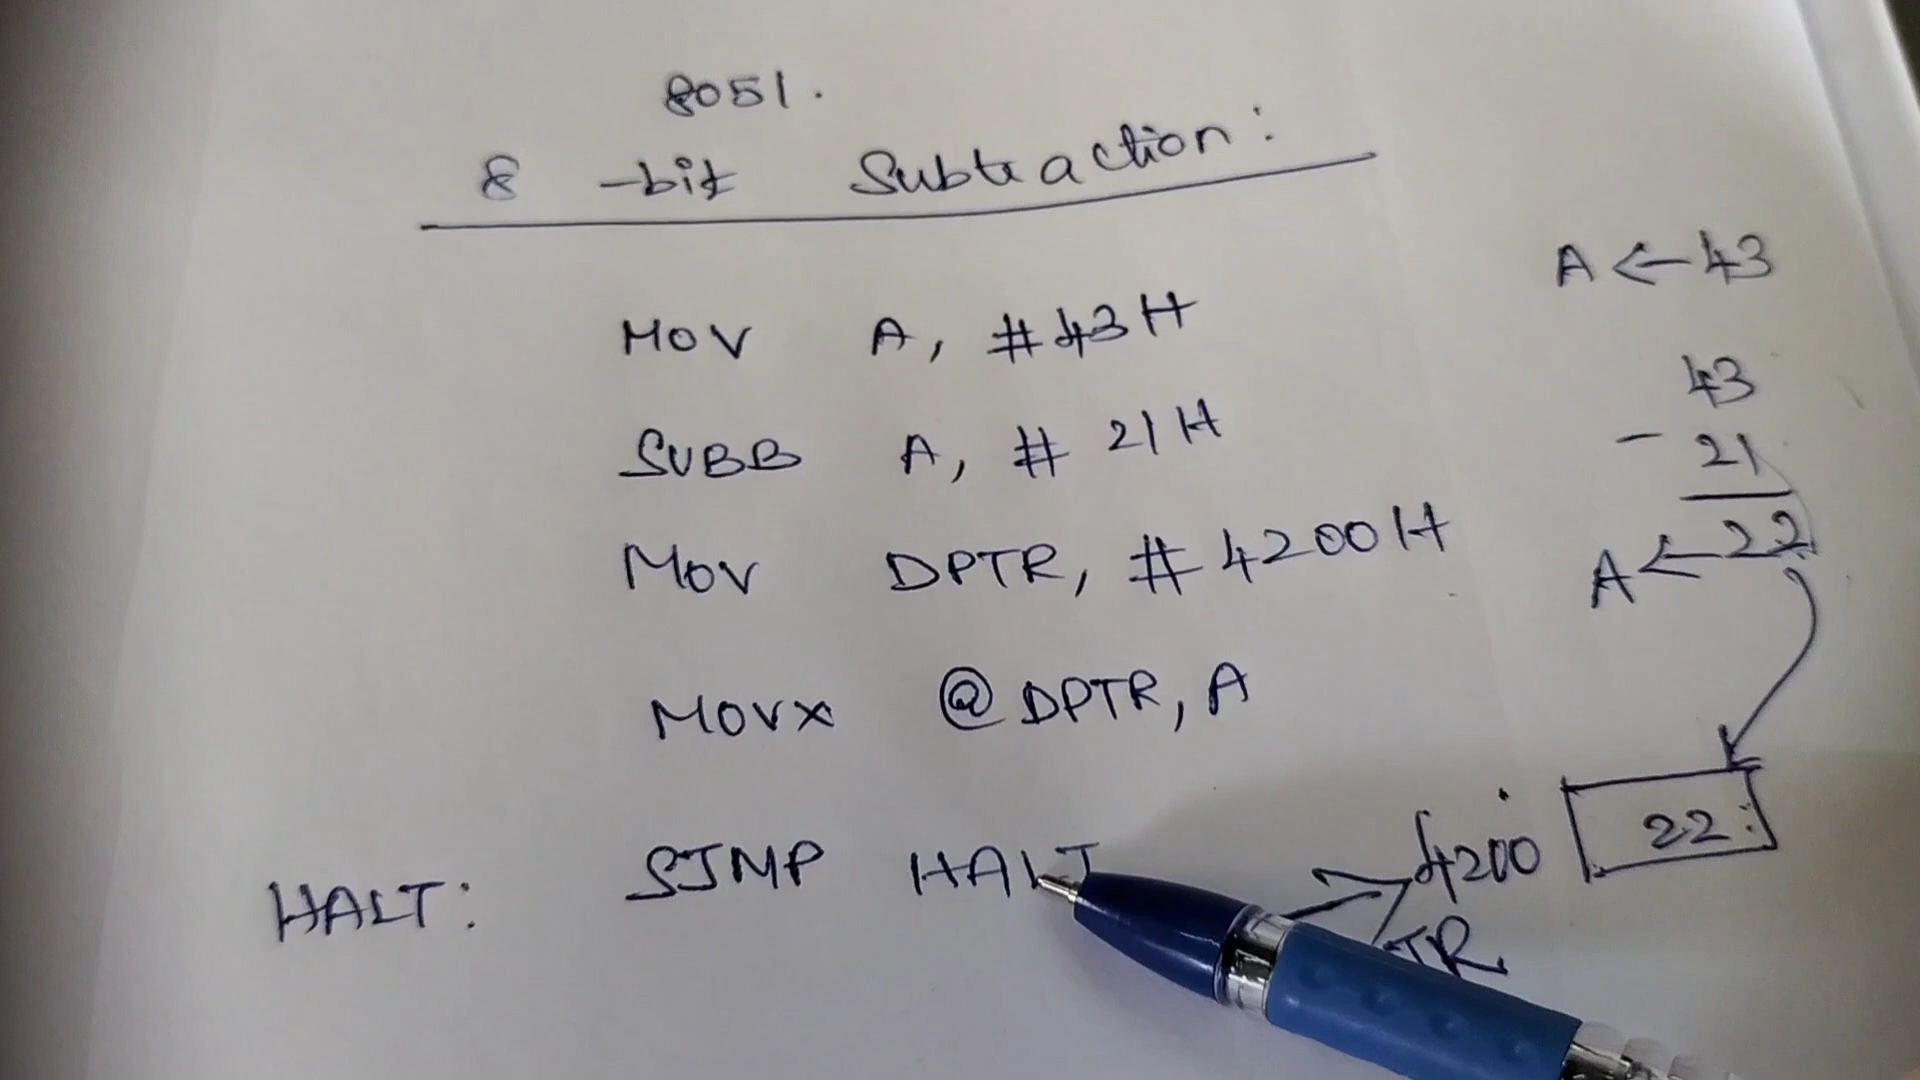 8051.
8 -bit Subtraction:
MOV A, #43H
SUBB A, # 21H
MOV DPTR, #4200H
MOVX @DPTR, A
HALT: SJMP HALT
A ← 43
43
- 21
A ← 22
4200 22
TR